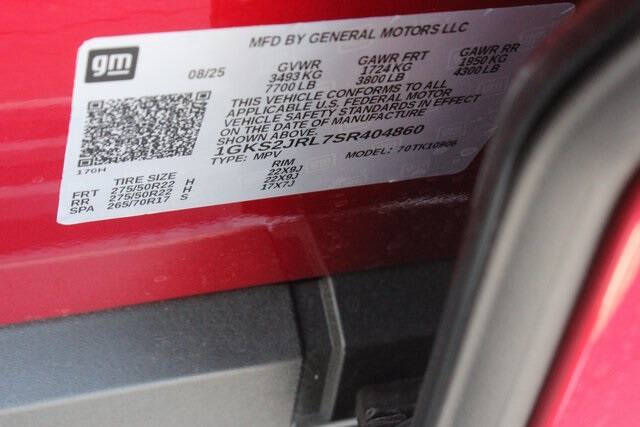 MFD BY GENERAL MOTORS LLC
gm
08/25 GVWR GAWR FRT GAWR RR
3493 KG 1724 KG 1950 KG
7700 LB 3800 LB 4300 LB
THIS VEHICLE CONFORMS TO ALL
APPLICABLE U.S. FEDERAL MOTOR
VEHICLE SAFETY STANDARDS IN EFFECT
ON THE DATE OF MANUFACTURE
SHOWN ABOVE.
1GKS2JRL7SR404860
170H TYPE: MPV MODEL: 70TK10906
TIRE SIZE RIM
FRT 275/50R22 H 22X9J
RR 275/50R22 H 22X9J
SPA 265/70R17 S 17X7J